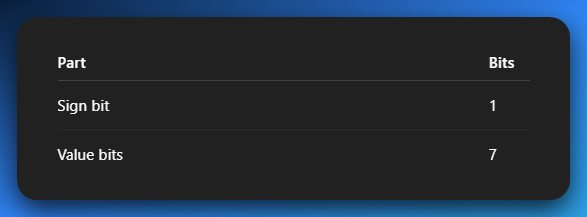 Part Bits
Sign bit 1
Value bits 7